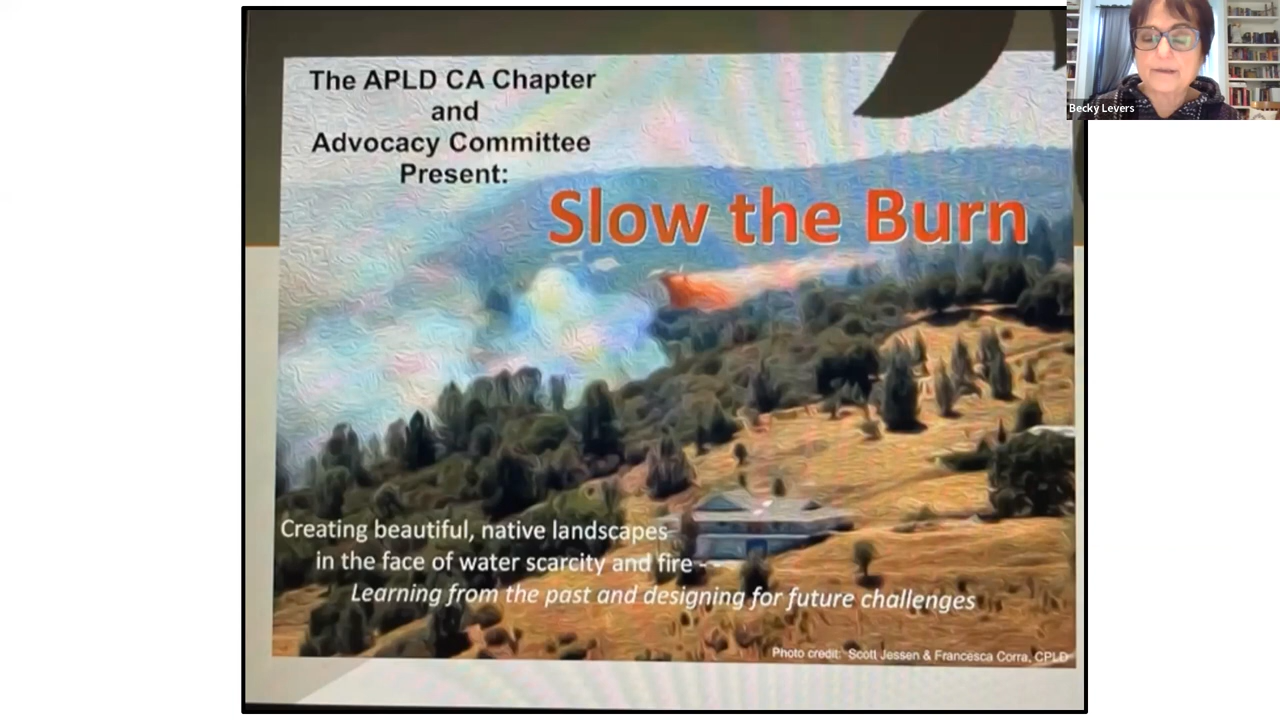 The APLD CA Chapter
and
Advocacy Committee
Present:
Slow the Burn
Creating beautiful, native landscapes
in the face of water scarcity and fire --
Learning from the past and designing for future challenges
Photo credit: Scott Jessen & Francesca Corra, CPLD
Becky Levers